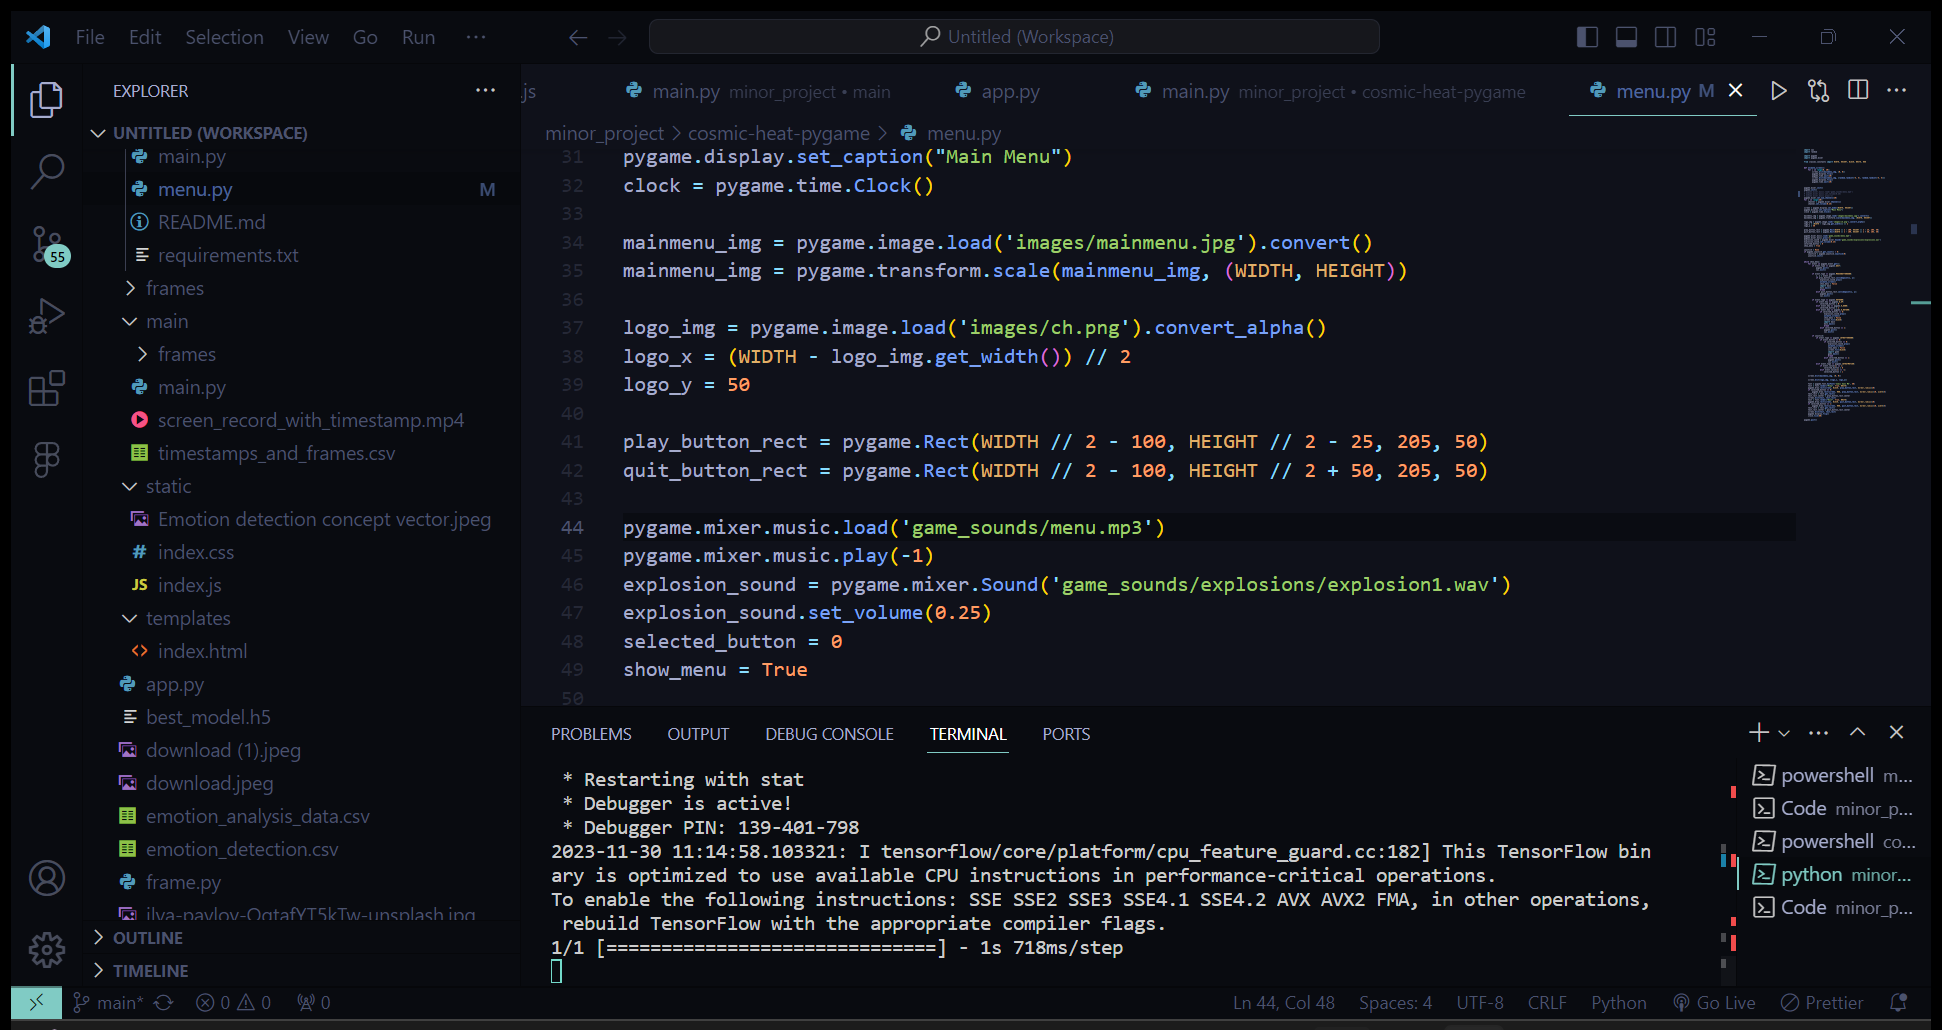 File Edit Selection View Go Run ···
Untitled (Workspace)
EXPLORER
UNTITLED (WORKSPACE)
main.py
menu.py M
README.md
requirements.txt
frames
main
frames
main.py
screen_record_with_timestamp.mp4
timestamps_and_frames.csv
static
Emotion detection concept vector.jpeg
index.css
JS index.js
templates
index.html
app.py
best_model.h5
download (1).jpeg
download.jpeg
emotion_analysis_data.csv
emotion_detection.csv
frame.py
ilya-pavlov-OqtafYT5kTw-unsplash.jpg
OUTLINE
TIMELINE
55
.js main.py minor_project • main app.py main.py minor_project • cosmic-heat-pygame menu.py M
minor_project > cosmic-heat-pygame > menu.py
31 pygame.display.set_caption("Main Menu")
32 clock = pygame.time.Clock()
33
34 mainmenu_img = pygame.image.load('images/mainmenu.jpg').convert()
35 mainmenu_img = pygame.transform.scale(mainmenu_img, (WIDTH, HEIGHT))
36
37 logo_img = pygame.image.load('images/ch.png').convert_alpha()
38 logo_x = (WIDTH - logo_img.get_width()) // 2
39 logo_y = 50
40
41 play_button_rect = pygame.Rect(WIDTH // 2 - 100, HEIGHT // 2 - 25, 205, 50)
42 quit_button_rect = pygame.Rect(WIDTH // 2 - 100, HEIGHT // 2 + 50, 205, 50)
43
44 pygame.mixer.music.load('game_sounds/menu.mp3')
45 pygame.mixer.music.play(-1)
46 explosion_sound = pygame.mixer.Sound('game_sounds/explosions/explosion1.wav')
47 explosion_sound.set_volume(0.25)
48 selected_button = 0
49 show_menu = True
50
PROBLEMS OUTPUT DEBUG CONSOLE TERMINAL PORTS
* Restarting with stat
* Debugger is active!
* Debugger PIN: 139-401-798
2023-11-30 11:14:58.103321: I tensorflow/core/platform/cpu_feature_guard.cc:182] This TensorFlow bin
ary is optimized to use available CPU instructions in performance-critical operations.
To enable the following instructions: SSE SSE2 SSE3 SSE4.1 SSE4.2 AVX AVX2 FMA, in other operations,
rebuild TensorFlow with the appropriate compiler flags.
1/1 [==============================] - 1s 718ms/step
powershell m...
Code minor_p...
powershell co...
python minor...
Code minor_p...
main* 0 0 0
Ln 44, Col 48 Spaces: 4 UTF-8 CRLF Python Go Live Prettier